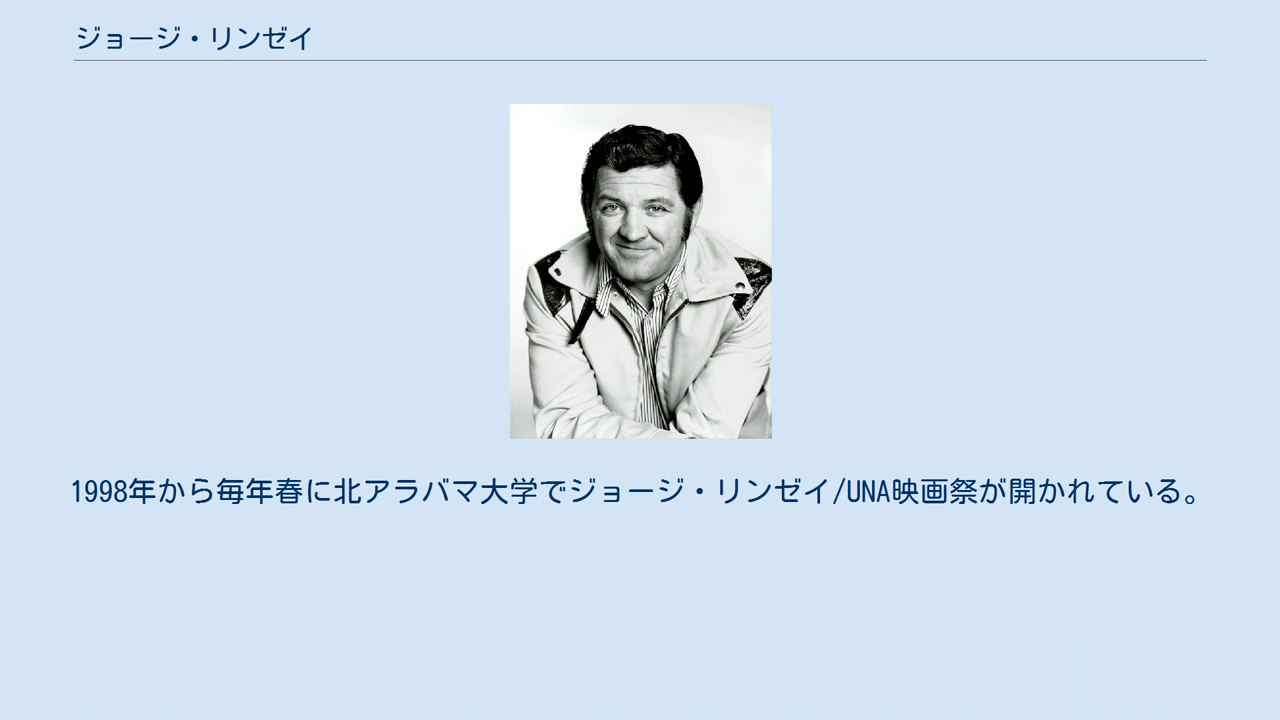 ジョージ・リンゼイ
1998年から毎年春に北アラバマ大学でジョージ・リンゼイ/UNA映画祭が開かれている。